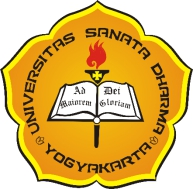 UNIVERSITAS SANATA DHARMA
Ad Dei
Maiorem Gloriam
YOGYAKARTA